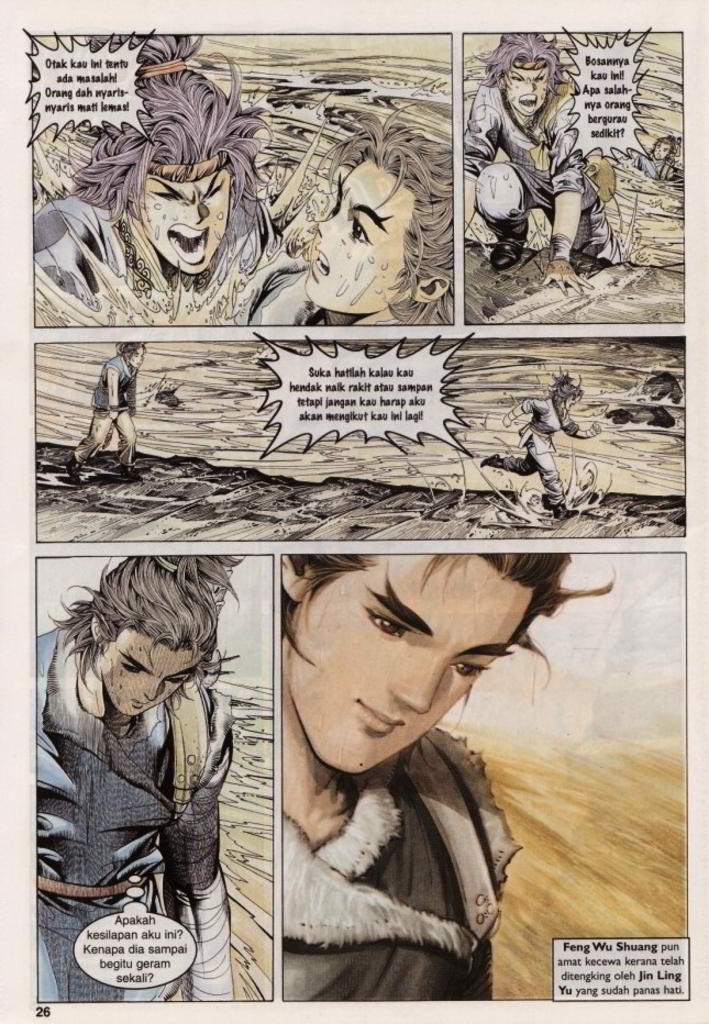 Otak kau ini tentu
ada masalah!
Orang dah nyaris-
nyaris mati lemas!
Bosannya
kau ini!
Apa salah-
nya orang
bergurau
sedikit?
Suka hatilah kalau kau
hendak naik rakit atau sampan
tetapi jangan kau harap aku
akan mengikut kau ini lagi!
Apakah
kesilapan aku ini?
Kenapa dia sampai
begitu geram
sekali?
Feng Wu Shuang pun
amat kecewa kerana telah
ditengking oleh Jin Ling
Yu yang sudah panas hati.
26